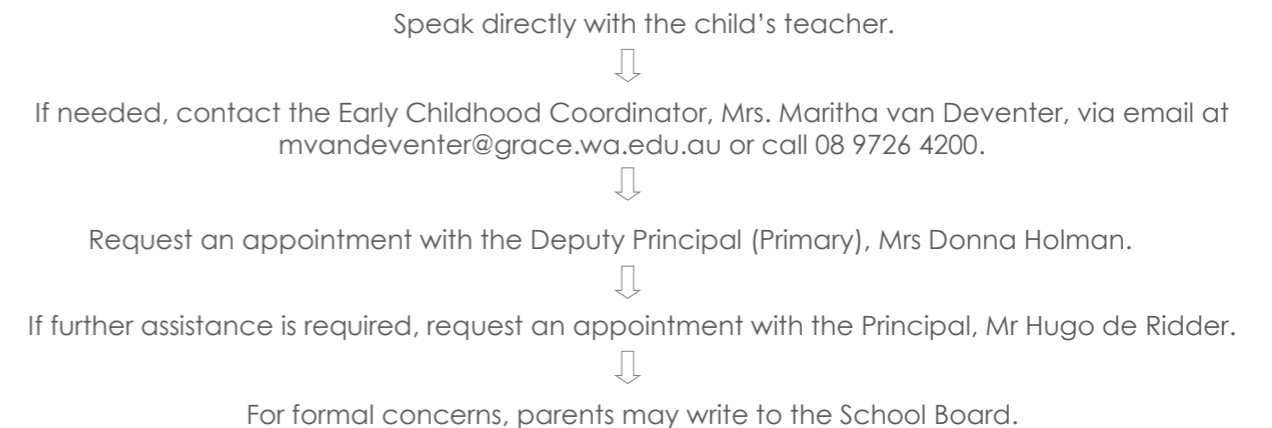 Speak directly with the child’s teacher.
If needed, contact the Early Childhood Coordinator, Mrs. Maritha van Deventer, via email at
mvandeventer@grace.wa.edu.au or call 08 9726 4200.
Request an appointment with the Deputy Principal (Primary), Mrs Donna Holman.
If further assistance is required, request an appointment with the Principal, Mr Hugo de Ridder.
For formal concerns, parents may write to the School Board.